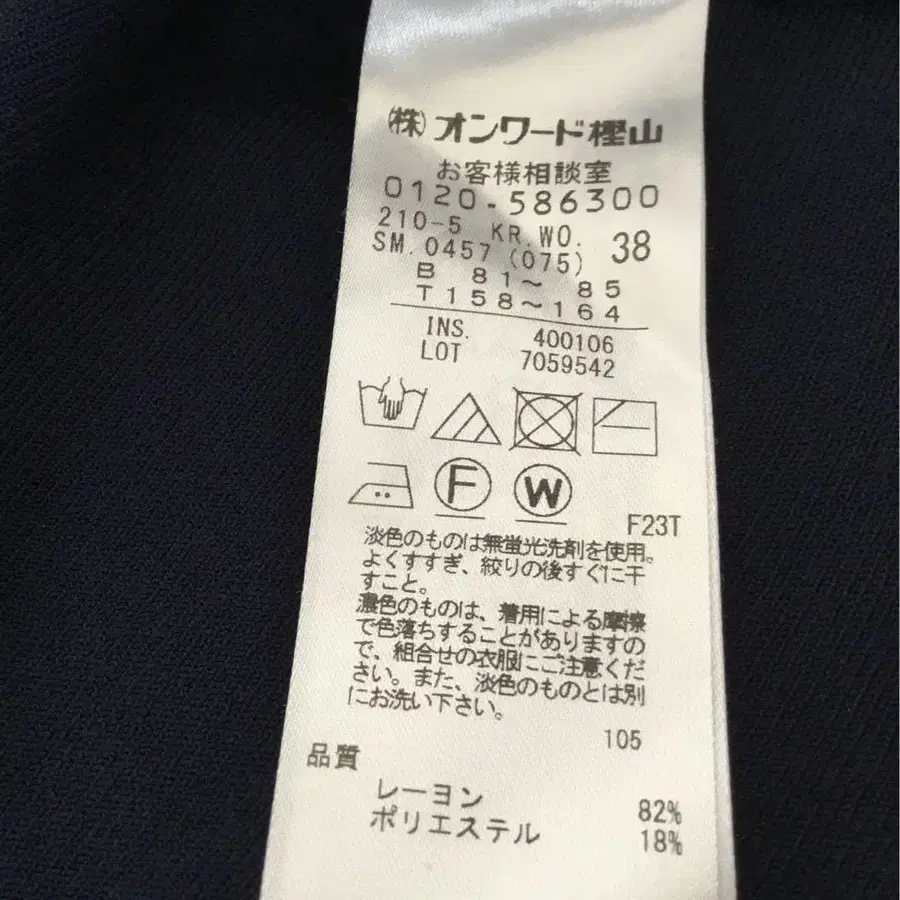 (株)オンワード樫山
お客様相談室
0120-586300
210-5 KR.WO. 38
SM.0457 (075)
B 81～ 85
T158～164
INS. 400106
LOT 7059542
F W
F23T
淡色のものは無蛍光洗剤を使用。
よくすすぎ、絞りの後すぐに干
すこと。
濃色のものは、着用による摩擦
で色落ちすることがありますの
で、組合せの衣服にご注意くだ
さい。また、淡色のものとは別
にお洗い下さい。
105
品質
レーヨン 82%
ポリエステル 18%